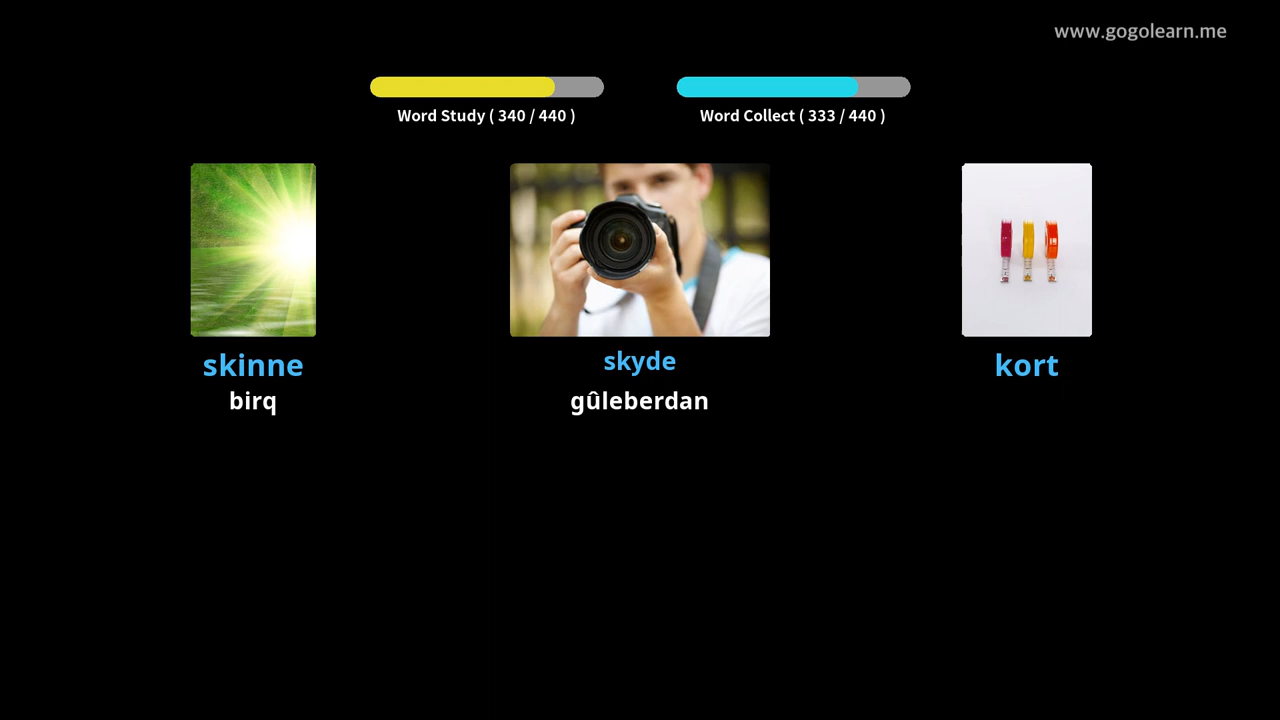 www.gogolearn.me
Word Study ( 340 / 440 )
Word Collect ( 333 / 440 )
skinne
skyde
kort
birq
gûleberdan